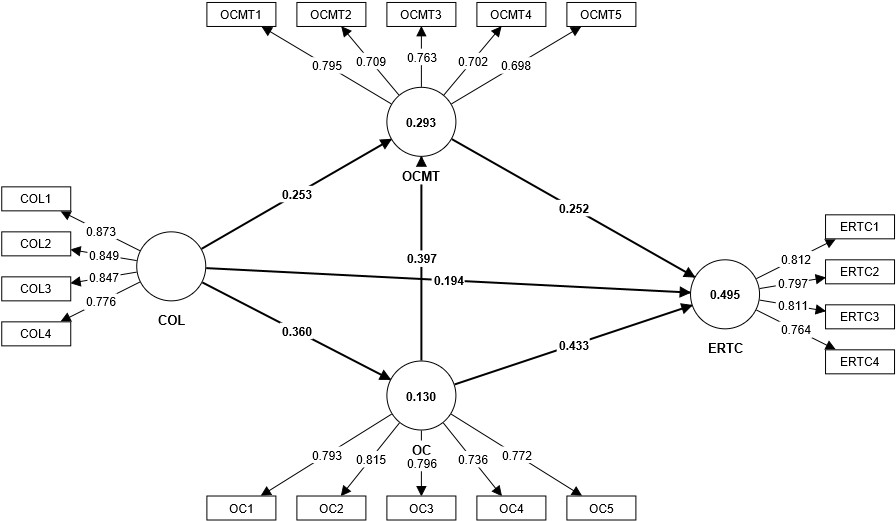 OCMT1 OCMT2 OCMT3 OCMT4 OCMT5
0.795 0.709 0.763 0.702 0.698
0.293
OCMT
COL1
COL2
COL3
COL4
0.873
0.849
0.847
0.776
COL
0.253
0.252
0.397
0.194
0.360
0.433
0.495
ERTC
ERTC1
ERTC2
ERTC3
ERTC4
0.812
0.797
0.811
0.764
0.130
OC
0.793 0.815 0.796 0.736 0.772
OC1 OC2 OC3 OC4 OC5